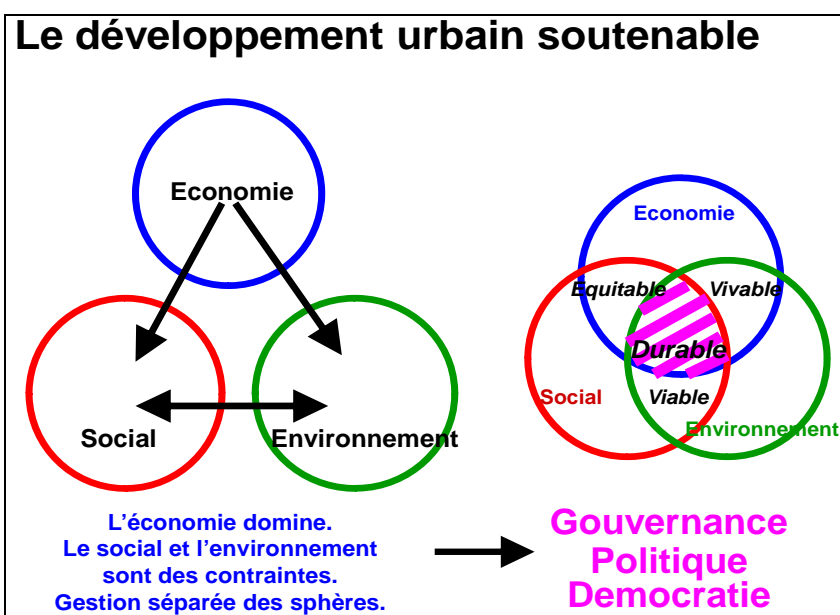 Le développement urbain soutenable
Economie
Social
Environnement
Economie
Equitable
Vivable
Durable
Social
Viable
Environnement
L'économie domine.
Le social et l'environnement
sont des contraintes.
Gestion séparée des sphères.
Gouvernance
Politique
Democratie